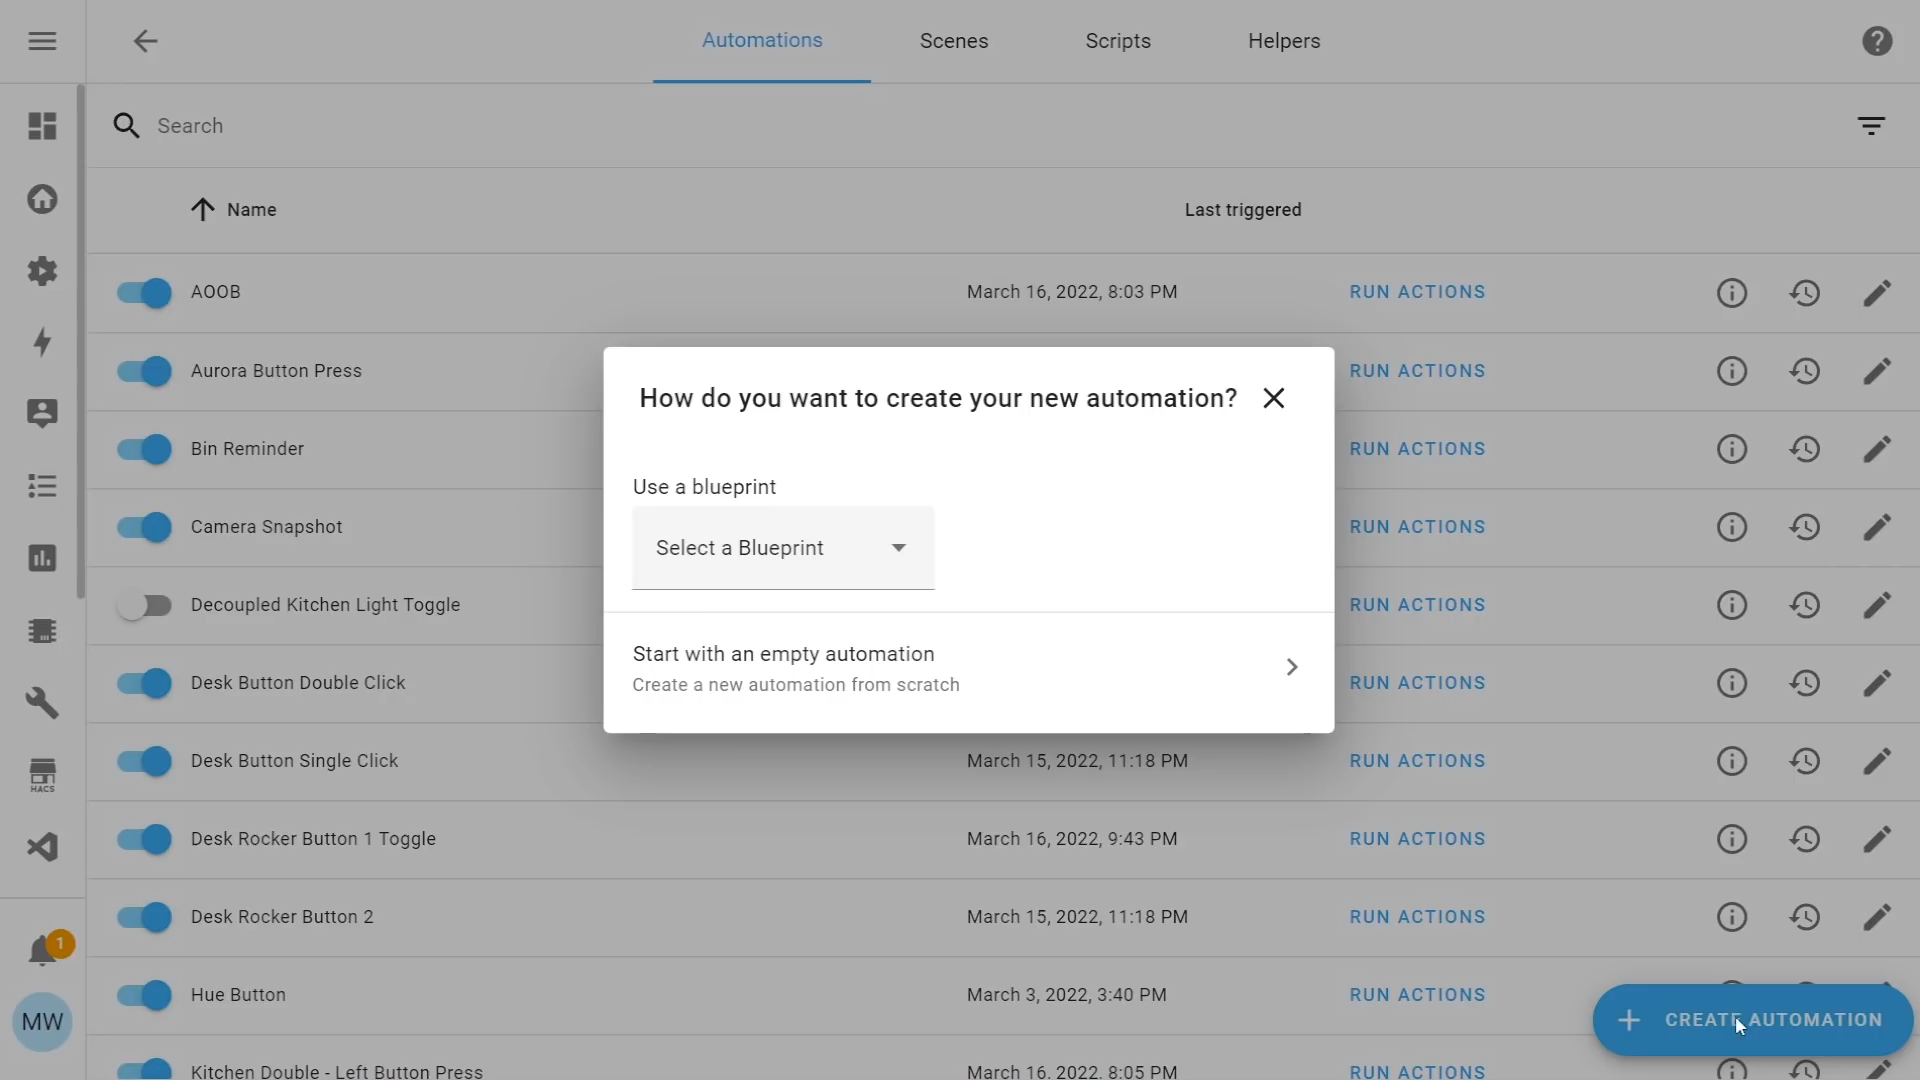 Automations
Scenes
Scripts
Helpers
Search
Name
Last triggered
AOOB
March 16, 2022, 8:03 PM
RUN ACTIONS
Aurora Button Press
RUN ACTIONS
Bin Reminder
RUN ACTIONS
Camera Snapshot
RUN ACTIONS
Decoupled Kitchen Light Toggle
RUN ACTIONS
Desk Button Double Click
RUN ACTIONS
How do you want to create your new automation?
Use a blueprint
Select a Blueprint
Start with an empty automation
Create a new automation from scratch
Desk Button Single Click
March 15, 2022, 11:18 PM
RUN ACTIONS
HACS
Desk Rocker Button 1 Toggle
March 16, 2022, 9:43 PM
RUN ACTIONS
Desk Rocker Button 2
March 15, 2022, 11:18 PM
RUN ACTIONS
1
Hue Button
March 3, 2022, 3:40 PM
RUN ACTIONS
MW
CREATE AUTOMATION
Kitchen Double - Left Button Press
March 16, 2022, 8:05 PM
RUN ACTIONS